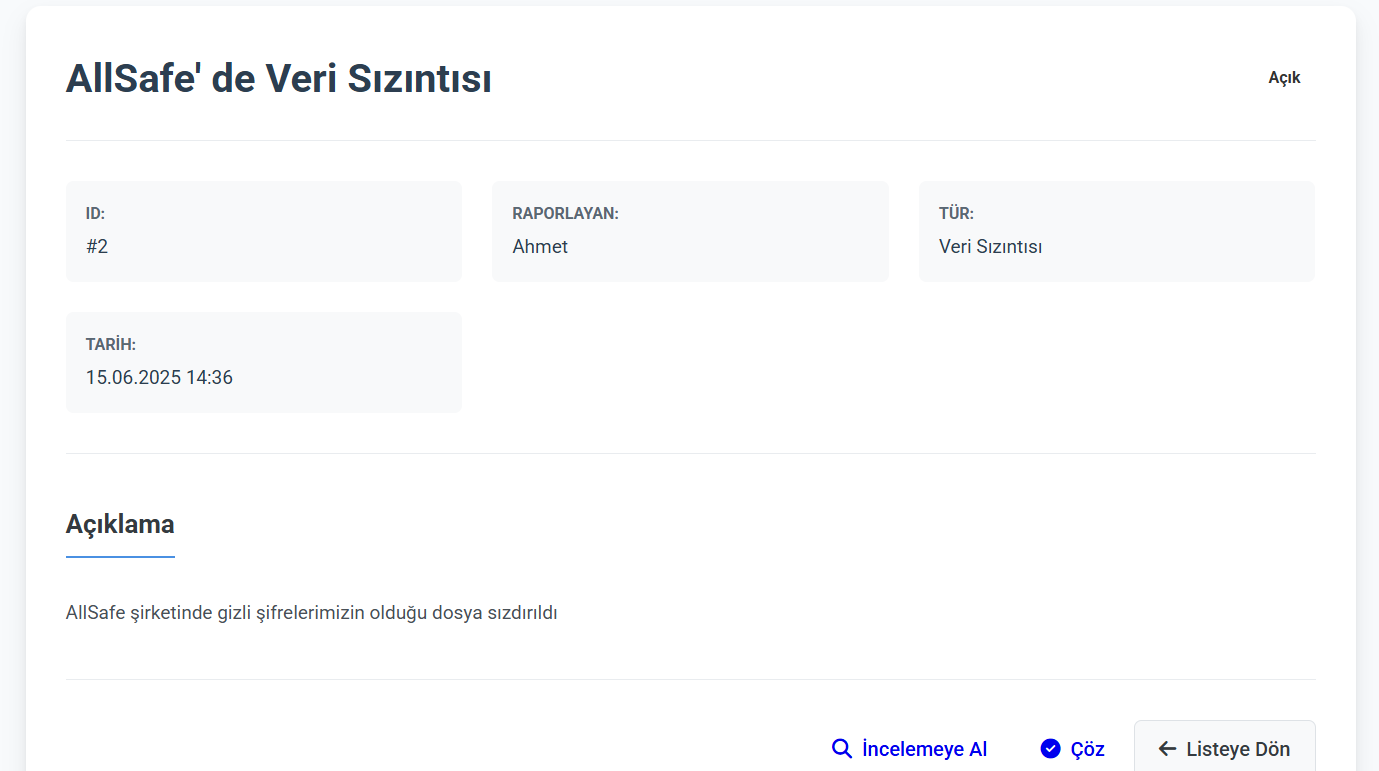 AllSafe' de Veri Sızıntısı
Açık
ID:
#2
RAPORLAYAN:
Ahmet
TÜR:
Veri Sızıntısı
TARİH:
15.06.2025 14:36
Açıklama
AllSafe şirketinde gizli şifrelerimizin olduğu dosya sızdırıldı
İncelemeye Al
Çöz
Listeye Dön